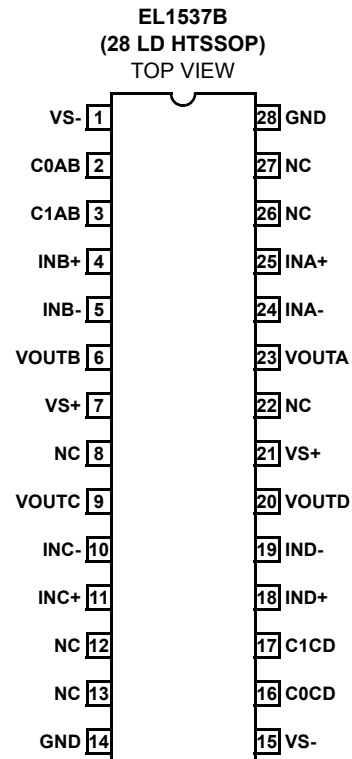 EL1537B
(28 LD HTSSOP)
TOP VIEW
VS- 1 28 GND
C0AB 2 27 NC
C1AB 3 26 NC
INB+ 4 25 INA+
INB- 5 24 INA-
VOUTB 6 23 VOUTA
VS+ 7 22 NC
NC 8 21 VS+
VOUTC 9 20 VOUTD
INC- 10 19 IND-
INC+ 11 18 IND+
NC 12 17 C1CD
NC 13 16 C0CD
GND 14 15 VS-